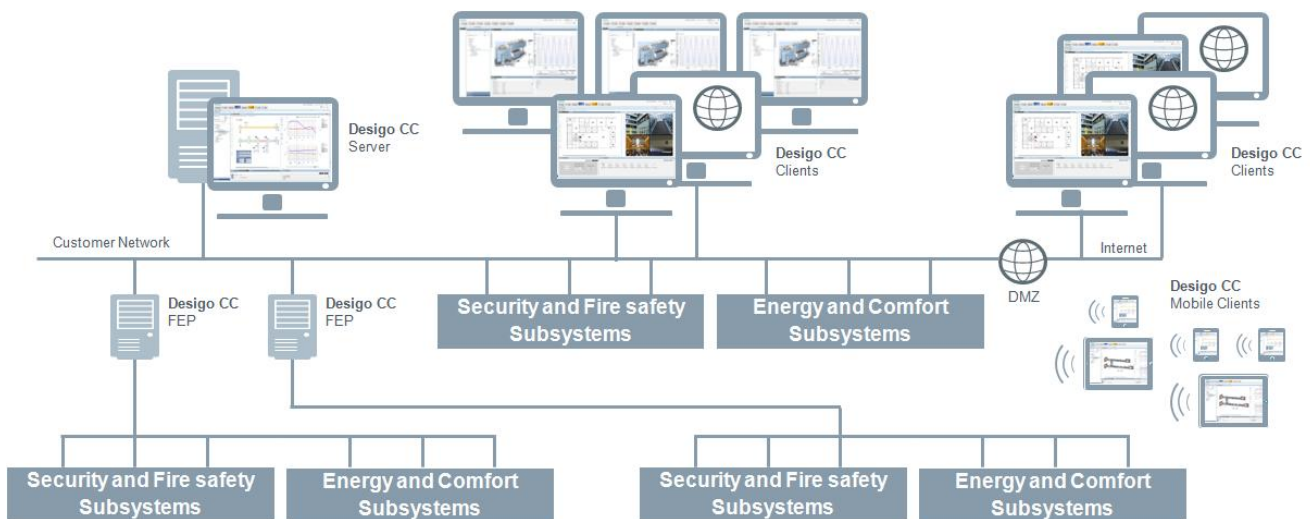 Desigo CC
Server
Desigo CC
Clients
Desigo CC
Clients
Customer Network
Internet
DMZ
Desigo CC
FEP
Desigo CC
FEP
Security and Fire safety
Subsystems
Energy and Comfort
Subsystems
Desigo CC
Mobile Clients
Security and Fire safety
Subsystems
Energy and Comfort
Subsystems
Security and Fire safety
Subsystems
Energy and Comfort
Subsystems